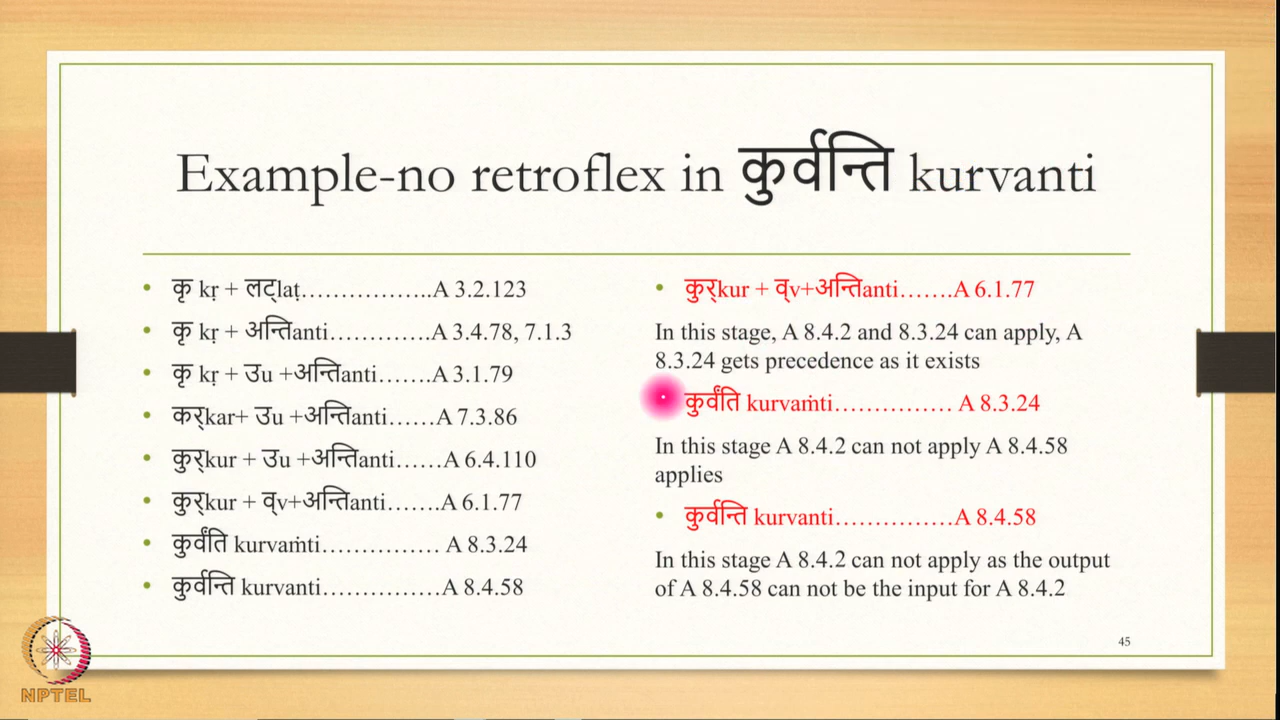 Example-no retroflex in कुर्वन्ति kurvanti
• कृ kṛ + लट्laṭ……………..A 3.2.123
• कृ kṛ + अन्तिanti………….A 3.4.78, 7.1.3
• कृ kṛ + उu +अन्तिanti…….A 3.1.79
• कर्kar+ उu +अन्तिanti……A 7.3.86
• कुर्kur + उu +अन्तिanti……A 6.4.110
• कुर्kur + व्v+अन्तिanti…….A 6.1.77
• कुर्वंति kurvaṁti…………… A 8.3.24
• कुर्वन्ति kurvanti……………A 8.4.58
• कुर्kur + व्v+अन्तिanti…….A 6.1.77
In this stage, A 8.4.2 and 8.3.24 can apply, A
8.3.24 gets precedence as it exists
कुर्वंति kurvaṁti…………… A 8.3.24
In this stage A 8.4.2 can not apply A 8.4.58
applies
• कुर्वन्ति kurvanti……………A 8.4.58
In this stage A 8.4.2 can not apply as the output
of A 8.4.58 can not be the input for A 8.4.2
45
NPTEL